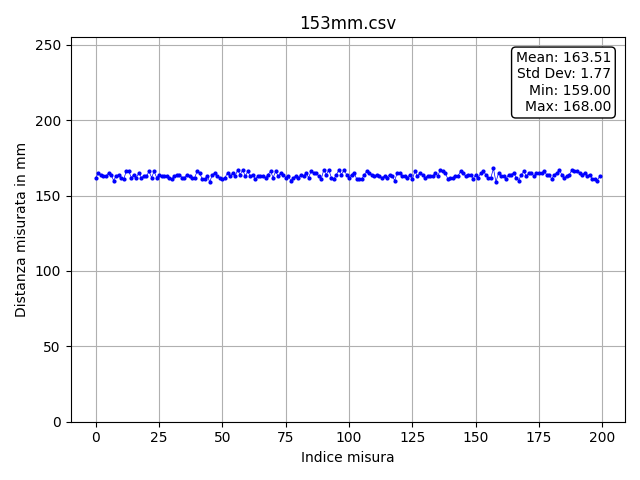 153mm.csv
Mean: 163.51
Std Dev: 1.77
Min: 159.00
Max: 168.00
Distanza misurata in mm
250
200
150
100
50
0
0 25 50 75 100 125 150 175 200
Indice misura